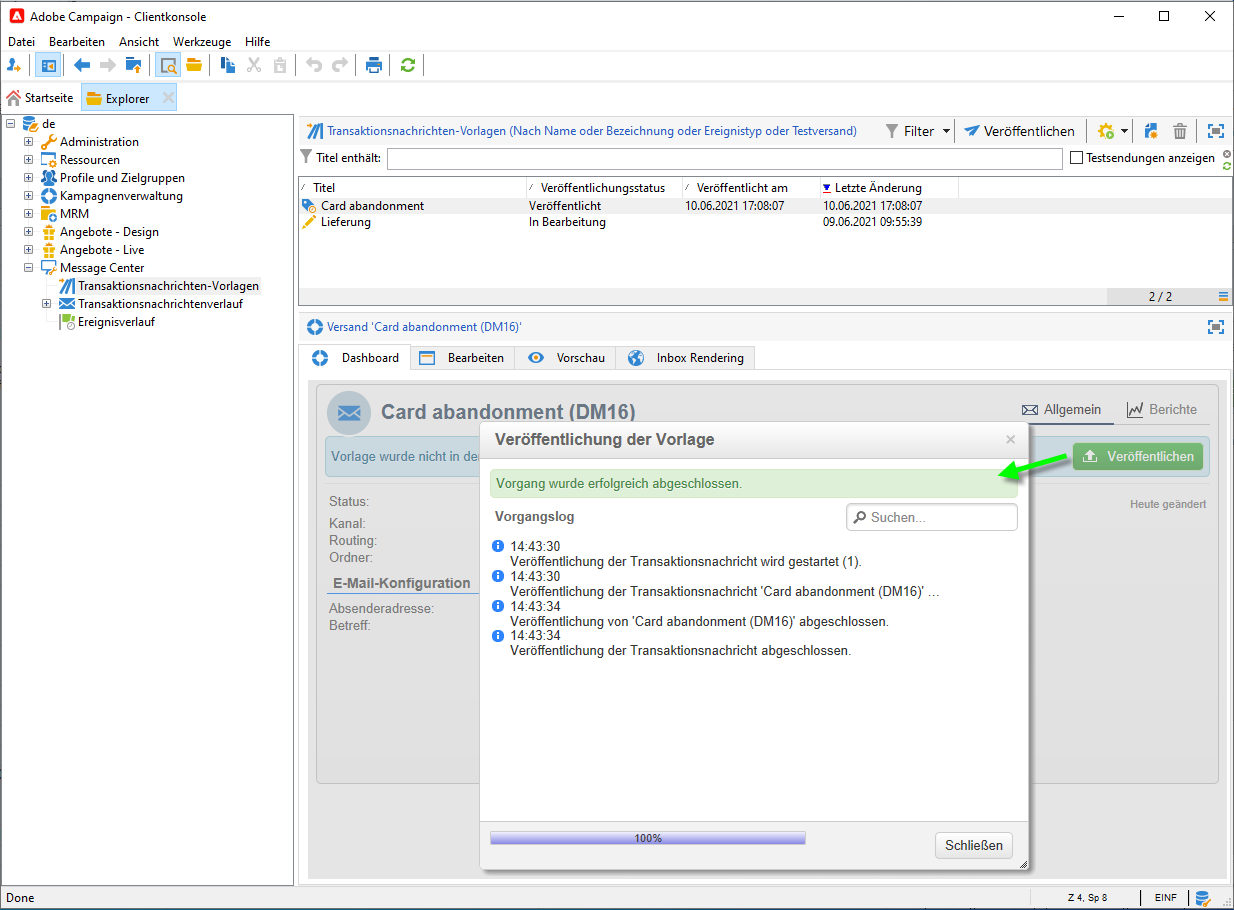 Adobe Campaign - Clientkonsole
Datei Bearbeiten Ansicht Werkzeuge Hilfe
Startseite Explorer
de
Administration
Ressourcen
Profile und Zielgruppen
Kampagnenverwaltung
MRM
Angebote - Design
Angebote - Live
Message Center
Transaktionsnachrichten-Vorlagen
Transaktionsnachrichtenverlauf
Ereignisverlauf
Transaktionsnachrichten-Vorlagen (Nach Name oder Bezeichnung oder Ereignistyp oder Testversand) Filter Veröffentlichen
Titel enthält: Testsendungen anzeigen
Titel Veröffentlichungsstatus Veröffentlicht am Letzte Änderung
Card abandonment Veröffentlicht 10.06.2021 17:08:07 10.06.2021 17:08:07
Lieferung In Bearbeitung 09.06.2021 09:55:39
2 / 2
Versand 'Card abandonment (DM16)'
Dashboard Bearbeiten Vorschau Inbox Rendering
Card abandonment (DM16) Allgemein Berichte
Vorlage wurde nicht in de Veröffentlichen
Status: Heute geändert
Kanal:
Routing:
Ordner:
E-Mail-Konfiguration
Absenderadresse:
Betreff:
Veröffentlichung der Vorlage ×
Vorgang wurde erfolgreich abgeschlossen.
Vorgangslog Suchen...
14:43:30
Veröffentlichung der Transaktionsnachricht wird gestartet (1).
14:43:30
Veröffentlichung der Transaktionsnachricht 'Card abandonment (DM16)' ...
14:43:34
Veröffentlichung von 'Card abandonment (DM16)' abgeschlossen.
14:43:34
Veröffentlichung der Transaktionsnachricht abgeschlossen.
100% Schließen
Done Z 4, Sp 8 EINF